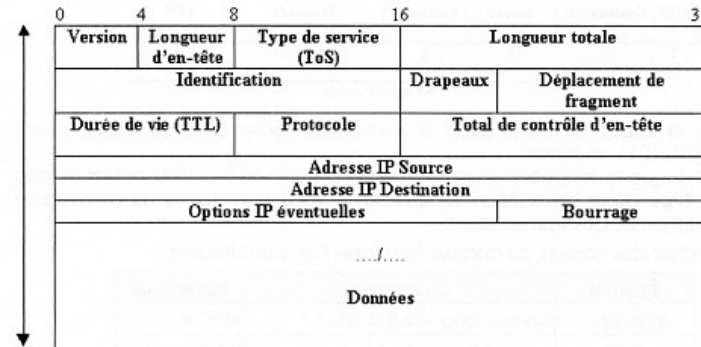 0 4 8 16 3
Version Longueur d'en-tête Type de service (ToS) Longueur totale
Identification Drapeaux Déplacement de fragment
Durée de vie (TTL) Protocole Total de contrôle d'en-tête
Adresse IP Source
Adresse IP Destination
Options IP éventuelles Bourrage
..../....
Données